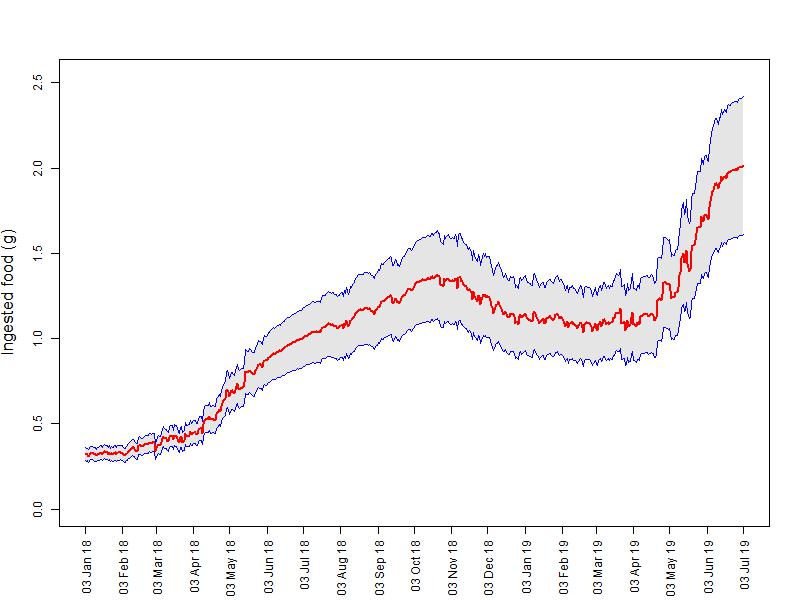 Ingested food (g)
2.5
2.0
1.5
1.0
0.5
0.0
03 Jan 18
03 Feb 18
03 Mar 18
03 Apr 18
03 May 18
03 Jun 18
03 Jul 18
03 Aug 18
03 Sep 18
03 Oct 18
03 Nov 18
03 Dec 18
03 Jan 19
03 Feb 19
03 Mar 19
03 Apr 19
03 May 19
03 Jun 19
03 Jul 19